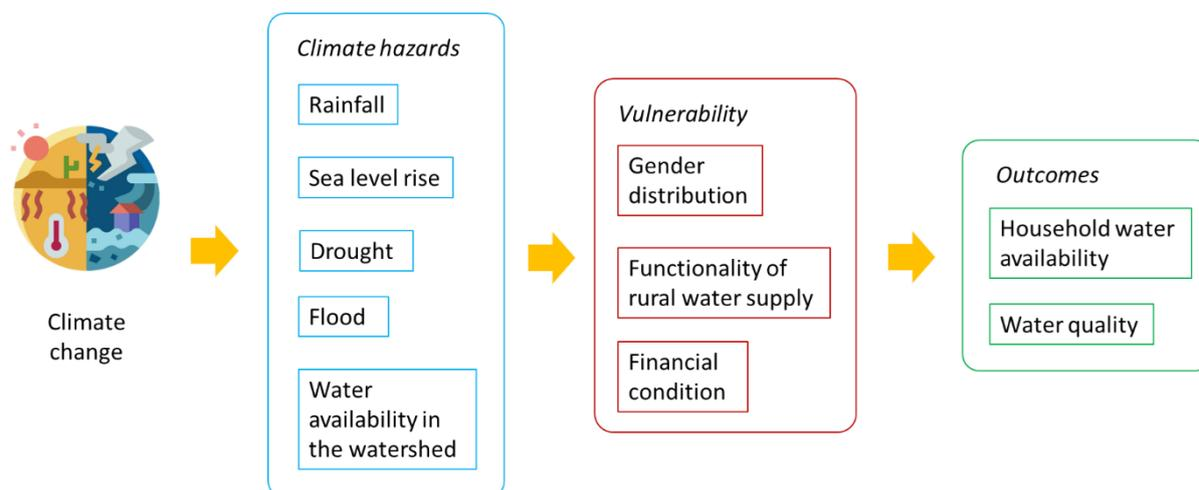 Climate
change
Climate hazards
Rainfall
Sea level rise
Drought
Flood
Water
availability in
the watershed
Vulnerability
Gender
distribution
Functionality of
rural water supply
Financial
condition
Outcomes
Household water
availability
Water quality